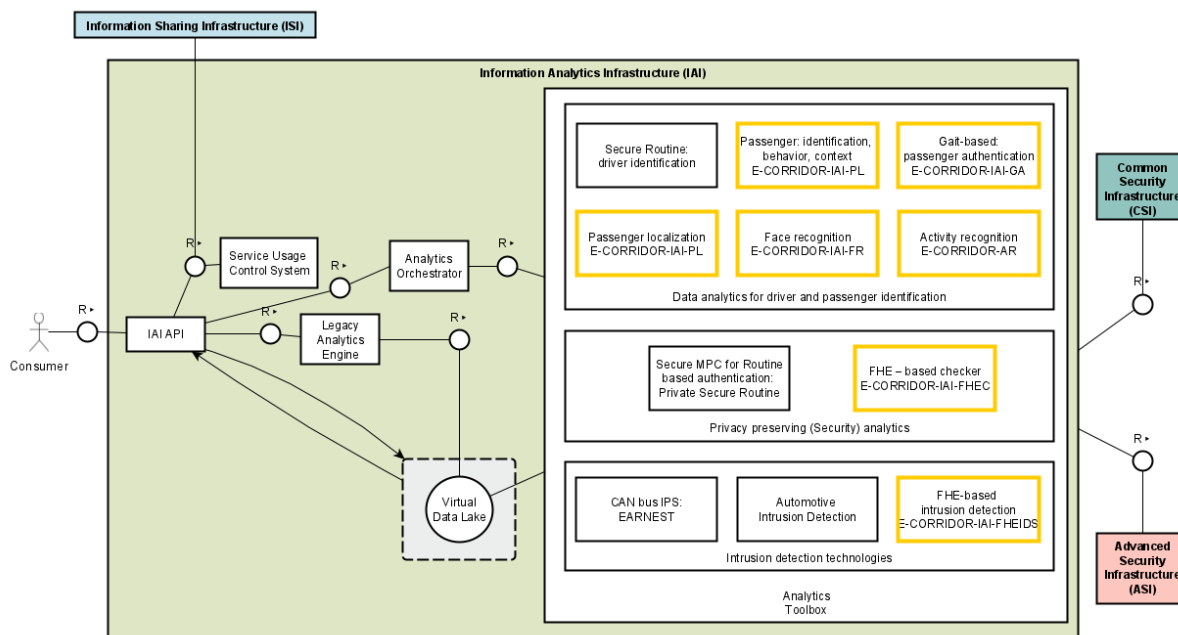 Information Sharing Infrastructure (ISI)
Information Analytics Infrastructure (IAI)
Secure Routine:
driver identification
Passenger: identification,
behavior, context
E-CORRIDOR-IAI-PL
Gait-based:
passenger authentication
E-CORRIDOR-IAI-GA
Common
Security
Infrastructure
(CSI)
Passenger localization
E-CORRIDOR-IAI-PL
Face recognition
E-CORRIDOR-IAI-FR
Activity recognition
E-CORRIDOR-AR
Data analytics for driver and passenger identification
R
Service Usage
Control System
R
Analytics
Orchestrator
R
R
R
Consumer
IAI API
R
Legacy
Analytics
Engine
R
Secure MPC for Routine
based authentication:
Private Secure Routine
FHE – based checker
E-CORRIDOR-IAI-FHEC
Privacy preserving (Security) analytics
R
Virtual
Data Lake
CAN bus IPS:
EARNEST
Automotive
Intrusion Detection
FHE-based
intrusion detection
E-CORRIDOR-IAI-FHEIDS
Intrusion detection technologies
Advanced
Security
Infrastructure
(ASI)
Analytics
Toolbox